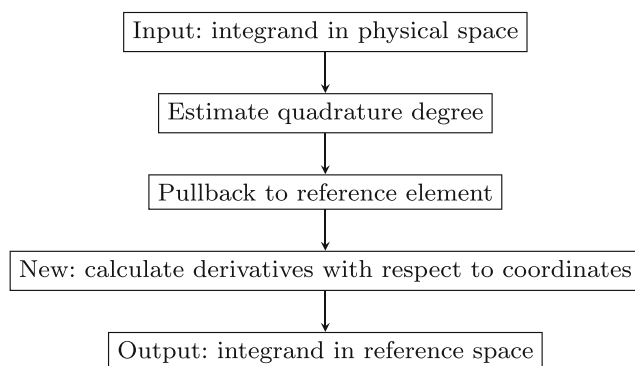 Input: integrand in physical space
Estimate quadrature degree
Pullback to reference element
New: calculate derivatives with respect to coordinates
Output: integrand in reference space